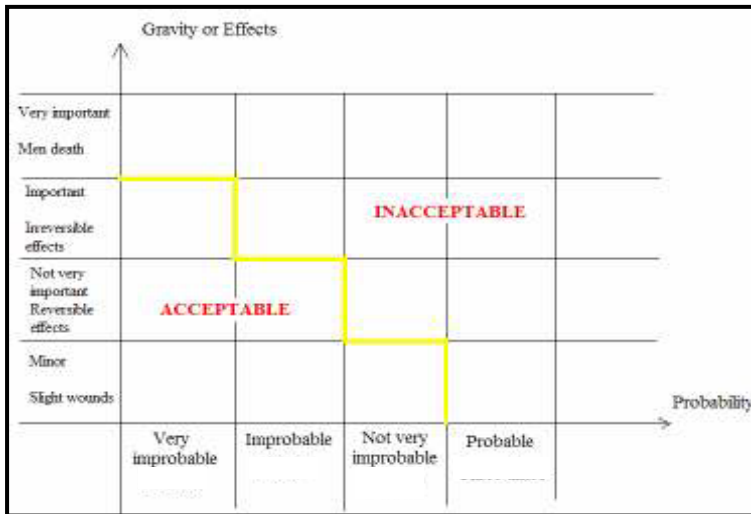 Gravity or Effects
Very important
Men death
Important
Irreversible
effects
INACCEPTABLE
Not very
important
Reversible
effects
ACCEPTABLE
Minor
Slight wounds
Probability
Very
improbable
Improbable
Not very
improbable
Probable